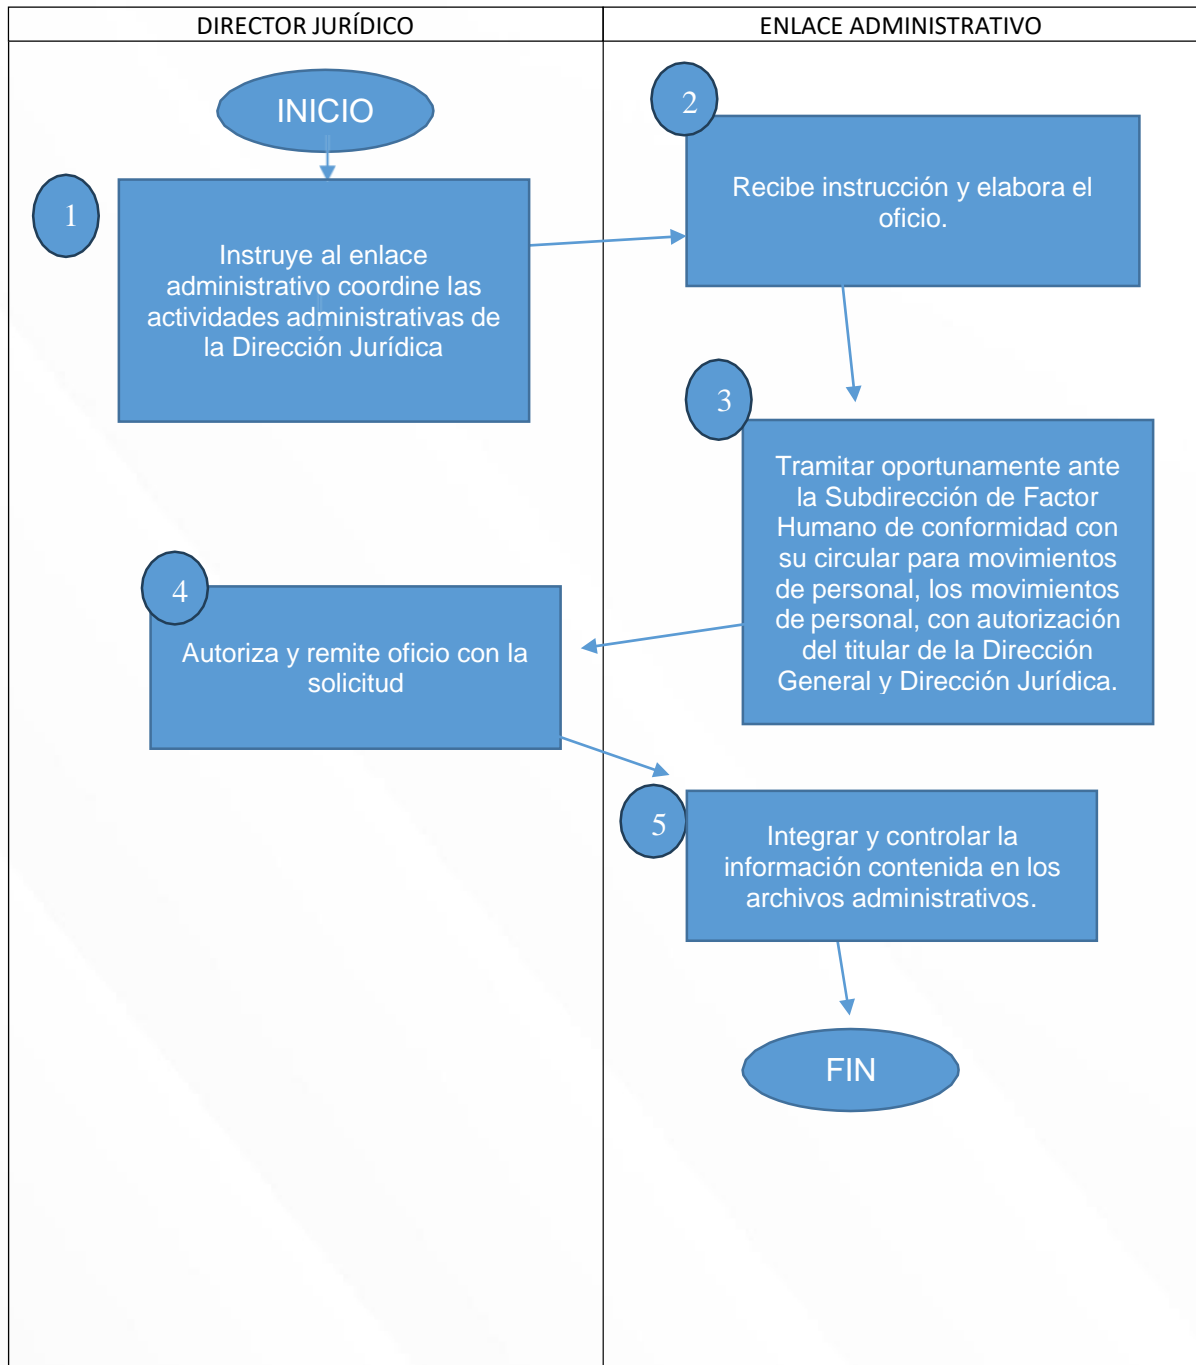 DIRECTOR JURÍDICO
ENLACE ADMINISTRATIVO
INICIO
1
Instruye al enlace
administrativo coordine las
actividades administrativas de
la Dirección Jurídica
2
Recibe instrucción y elabora el
oficio.
3
Tramitar oportunamente ante
la Subdirección de Factor
Humano de conformidad con
su circular para movimientos
de personal, los movimientos
de personal, con autorización
del titular de la Dirección
General y Dirección Jurídica.
4
Autoriza y remite oficio con la
solicitud
5
Integrar y controlar la
información contenida en los
archivos administrativos.
FIN